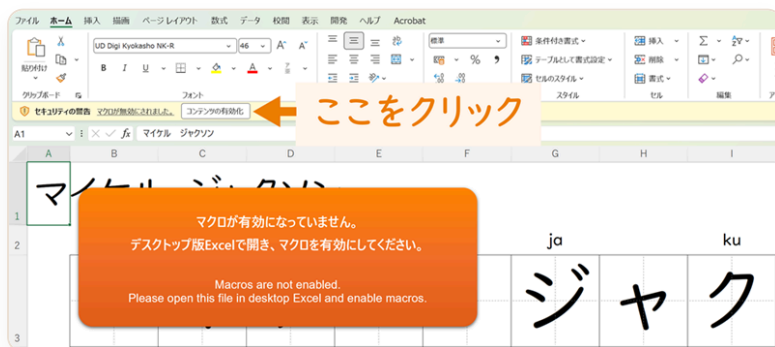 ファイル ホーム 挿入 描画 ページ レイアウト 数式 データ 校閲 表示 開発 ヘルプ Acrobat
UD Digi Kyokasho NK-R 46 A^ A˅ 標準 条件付き書式 挿入
貼り付け B I U A % 9 テーブルとして書式設定 削除
セルのスタイル 書式
クリップボード フォント スタイル セル 編集
セキュリティの警告 マクロが無効にされました。 コンテンツの有効化
ここをクリック
A1 fx マイケル ジャクソン
A B C D E F G H I
1
マクロが有効になっていません。
デスクトップ版Excelで開き、マクロを有効にしてください。
Macros are not enabled.
Please open this file in desktop Excel and enable macros.
2 ja ku
3 ジ ャ ク